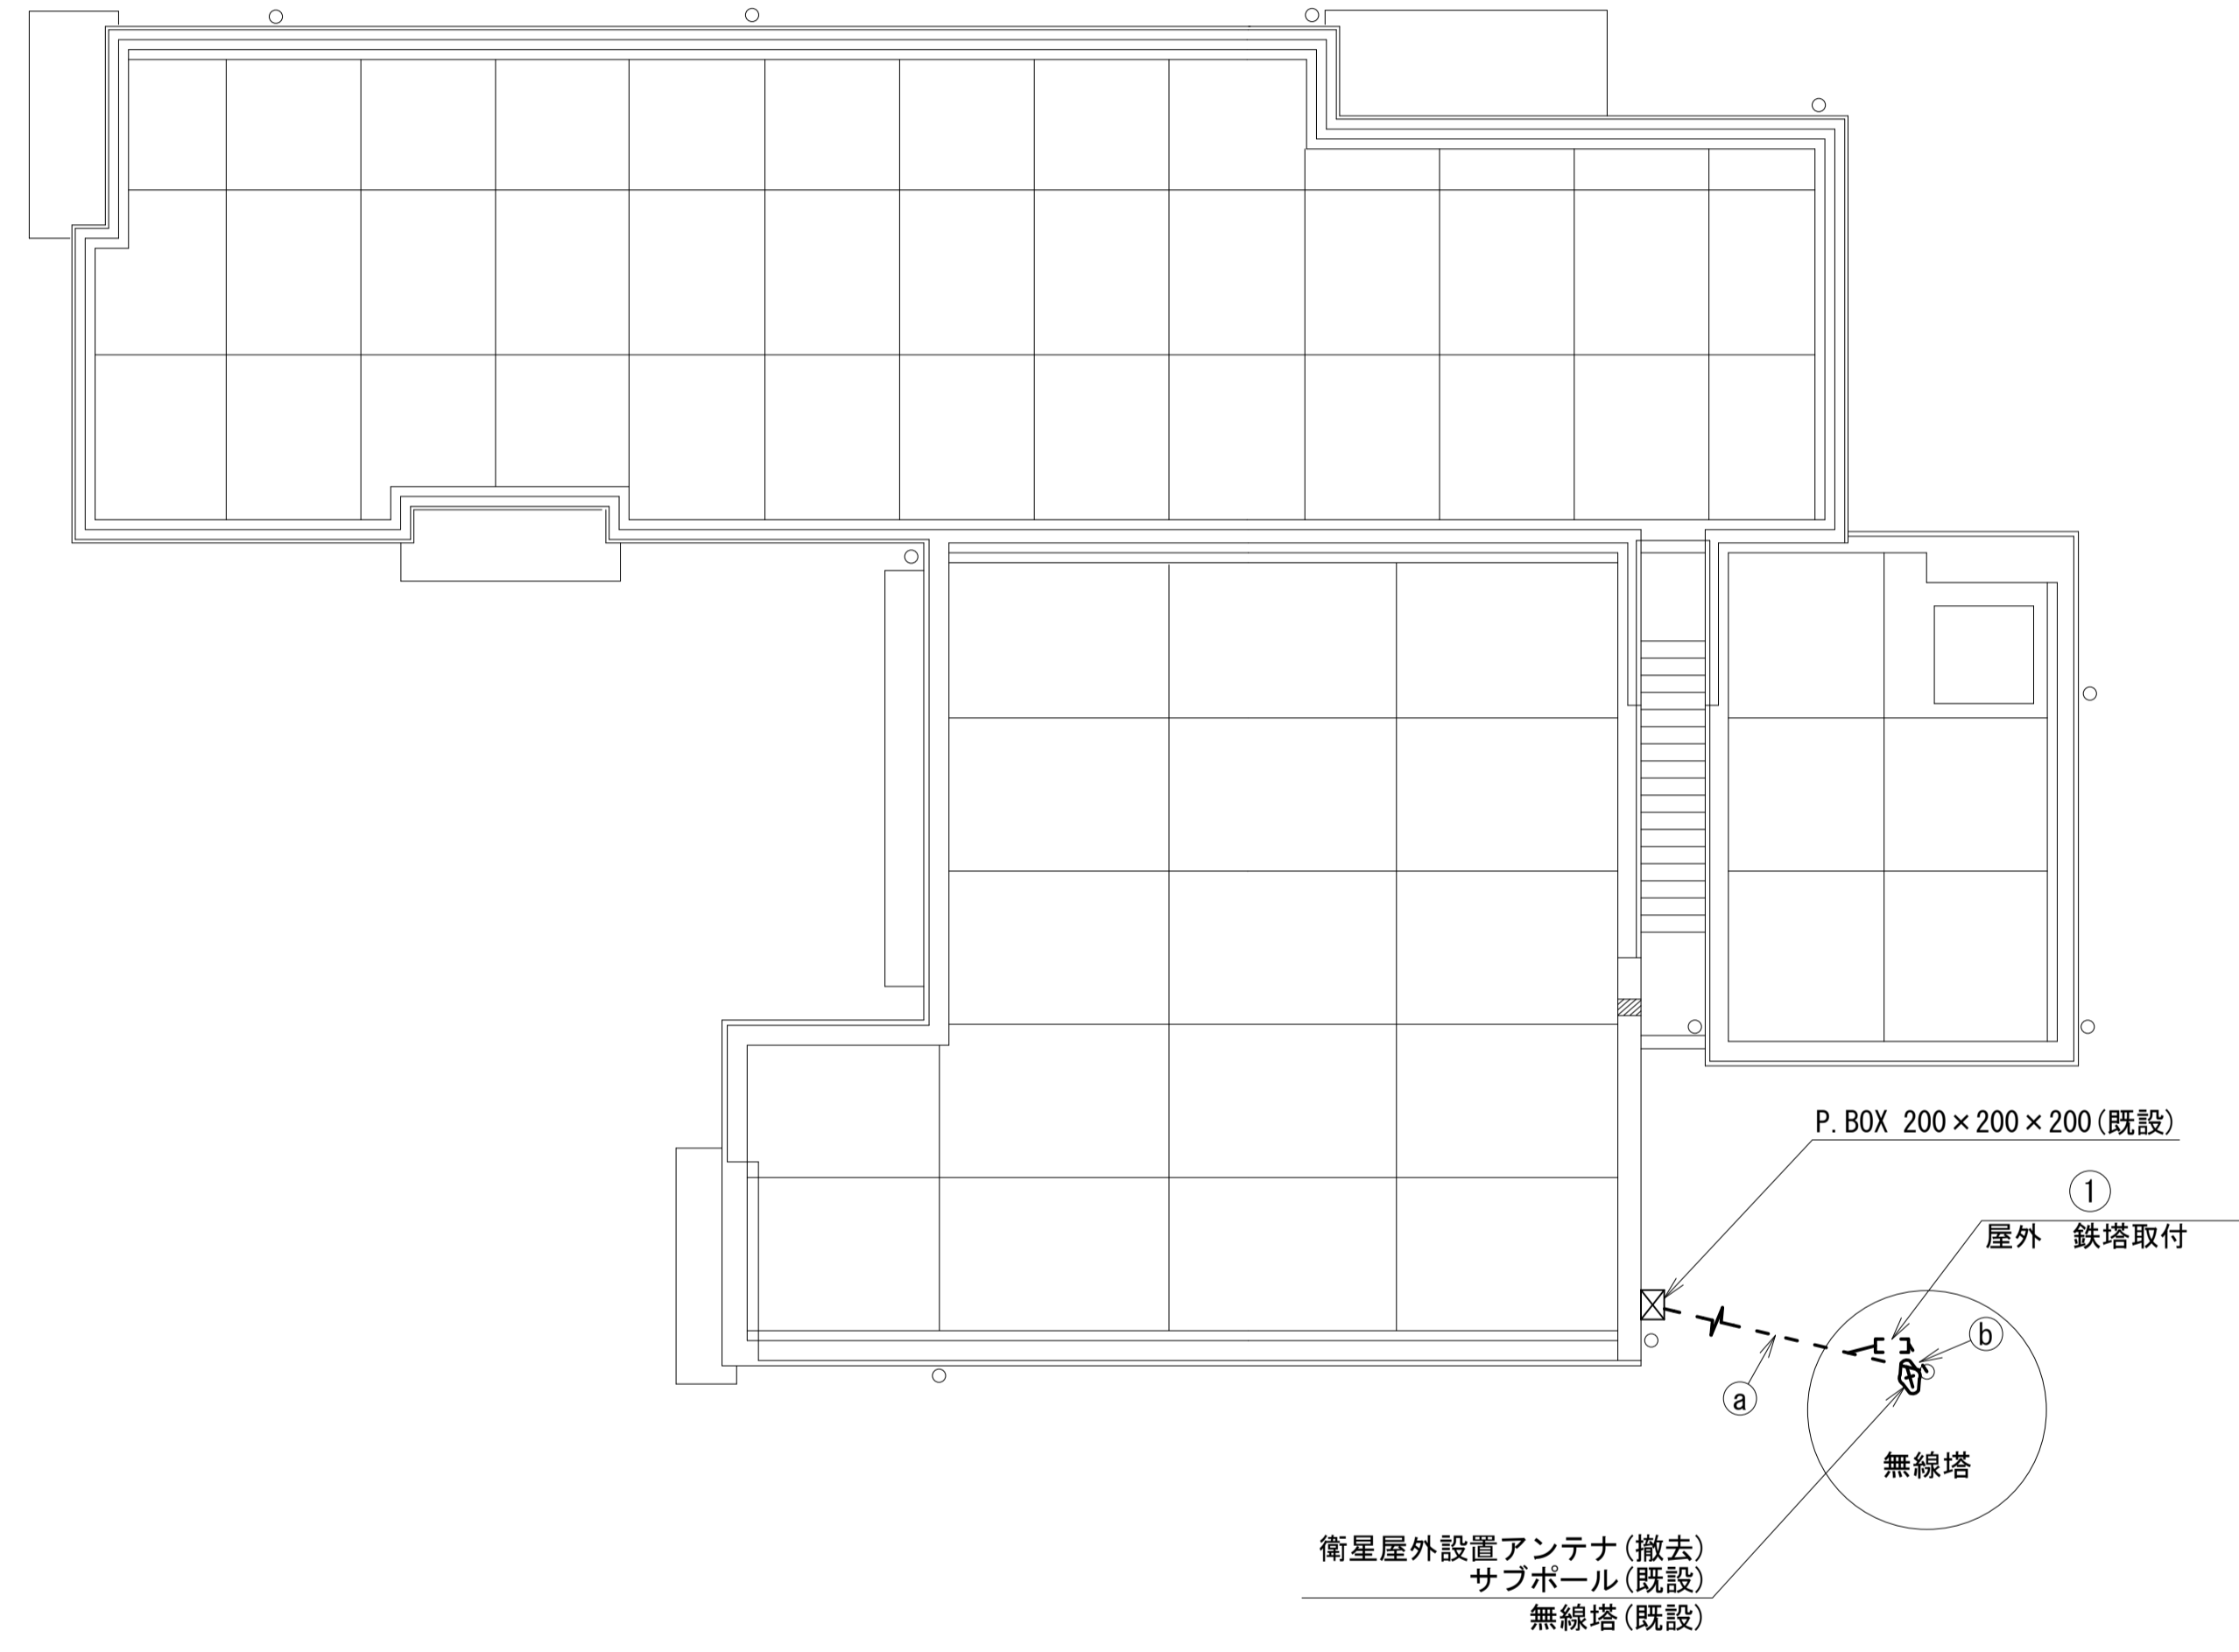 P.BOX 200×200×200(既設)
1
屋外　鉄塔取付
b
a
無線塔
衛星屋外設置アンテナ(撤去)
サブポール(既設)
無線塔(既設)